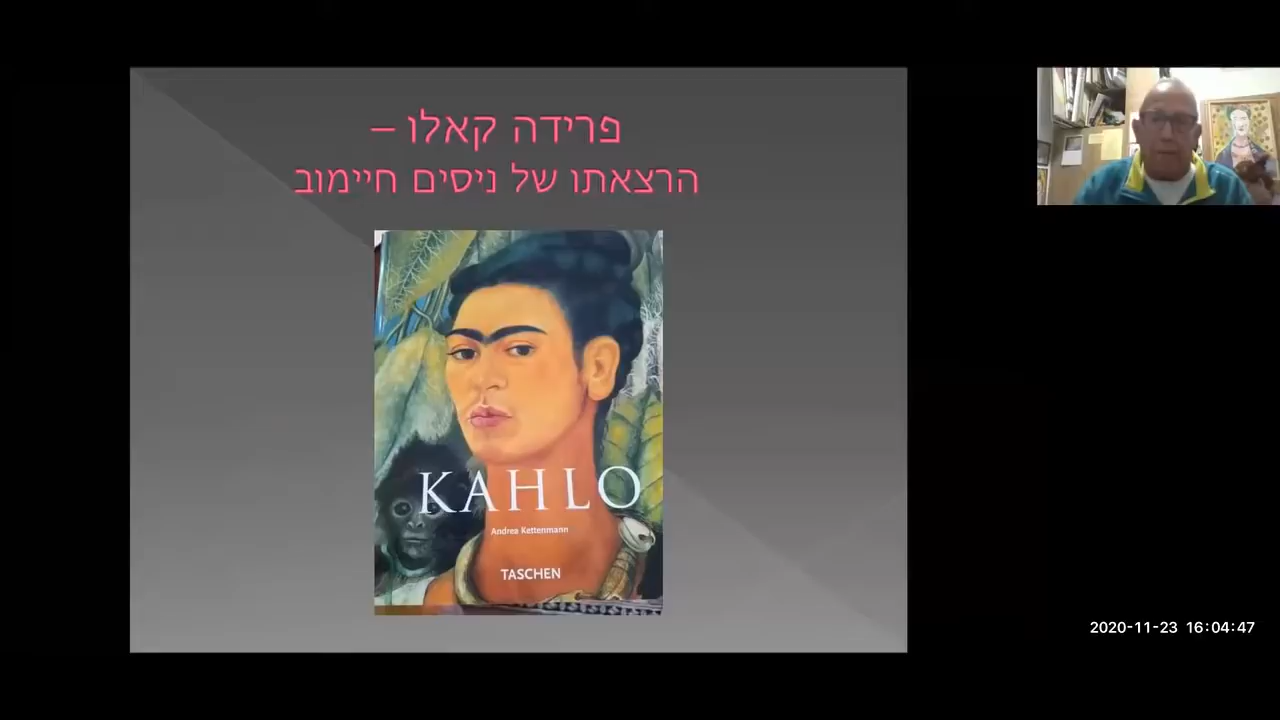 פרידה קאלו –
הרצאתו של ניסים חיימוב
KAHLO
Andrea Kettenmann
TASCHEN
2020-11-23 16:04:47